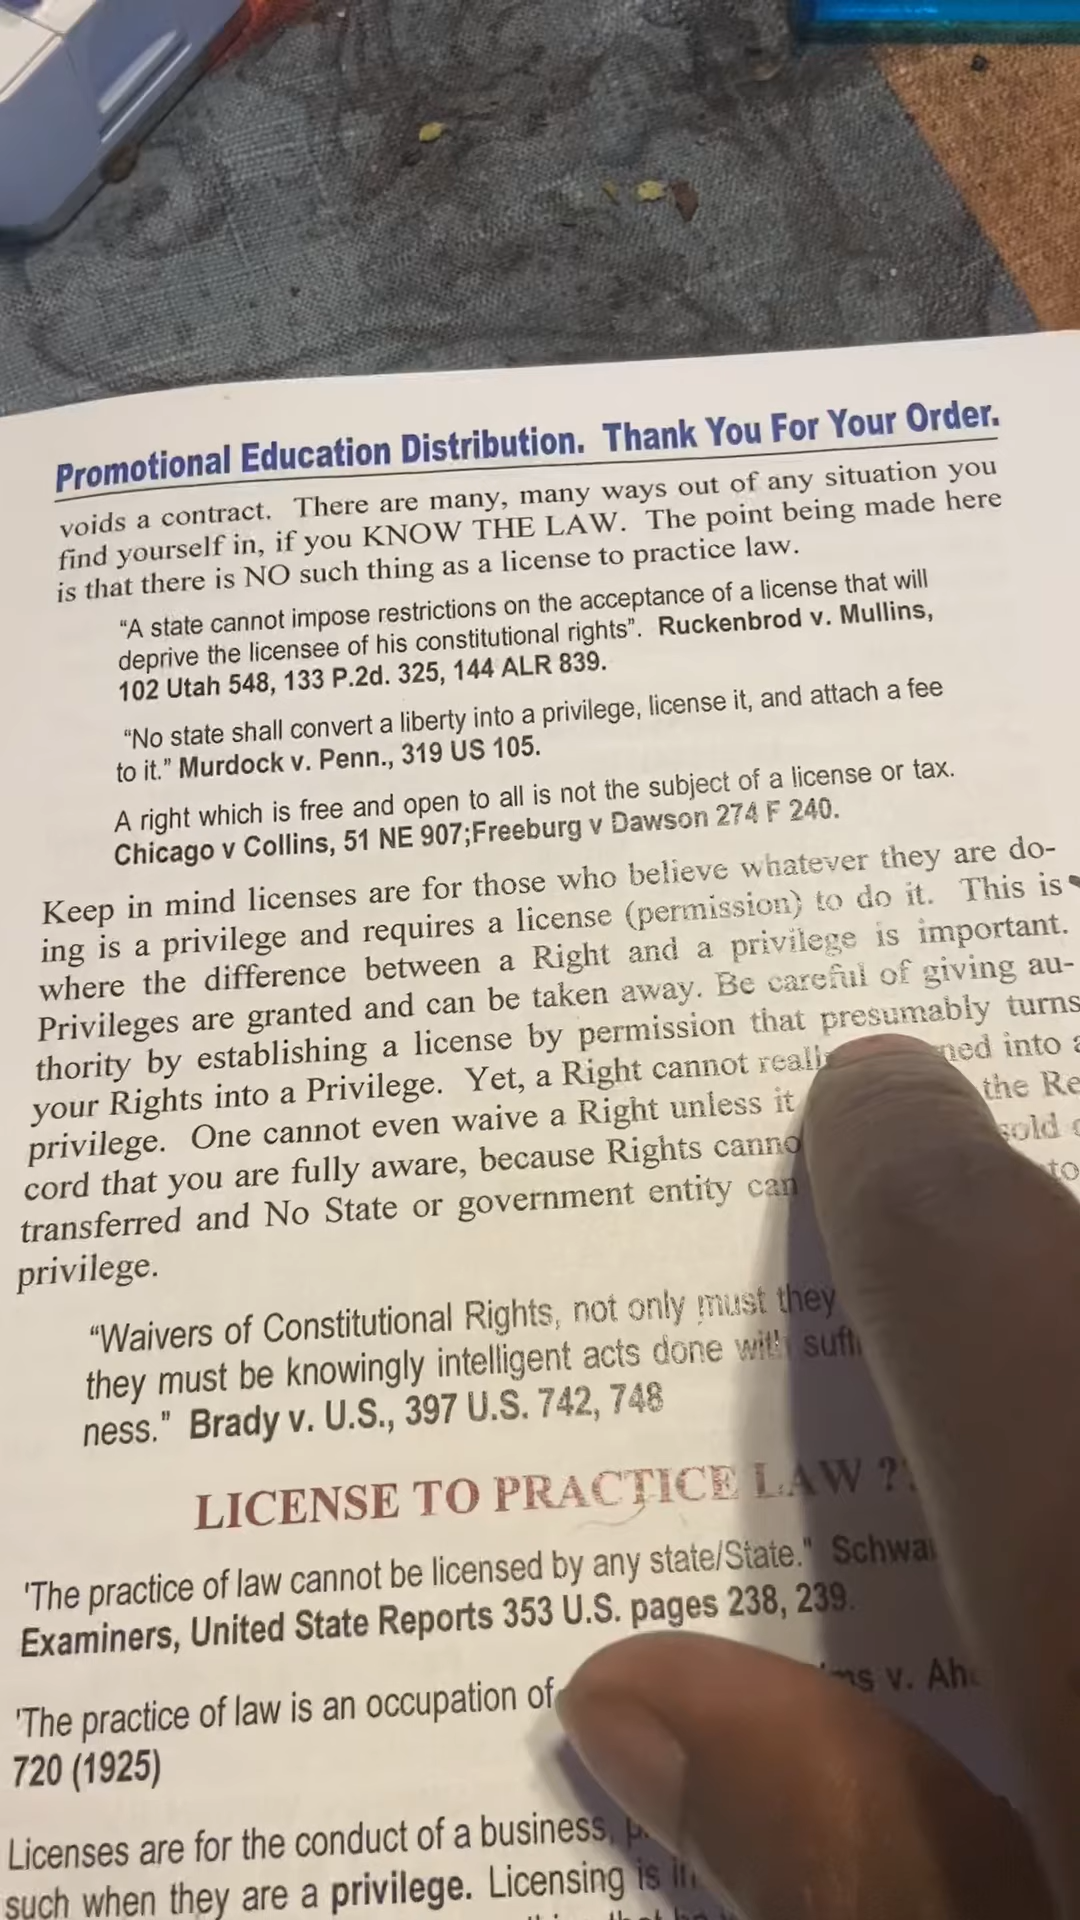 Promotional Education Distribution. Thank You For Your Order.
voids a contract. There are many, many ways out of any situation you
find yourself in, if you KNOW THE LAW. The point being made here
is that there is NO such thing as a license to practice law.
“A state cannot impose restrictions on the acceptance of a license that will
deprive the licensee of his constitutional rights”. Ruckenbrod v. Mullins,
102 Utah 548, 133 P.2d. 325, 144 ALR 839.
“No state shall convert a liberty into a privilege, license it, and attach a fee
to it.” Murdock v. Penn., 319 US 105.
A right which is free and open to all is not the subject of a license or tax.
Chicago v Collins, 51 NE 907;Freeburg v Dawson 274 F 240.
Keep in mind licenses are for those who believe whatever they are do-
ing is a privilege and requires a license (permission) to do it. This is
where the difference between a Right and a privilege is important.
Privileges are granted and can be taken away. Be careful of giving au-
thority by establishing a license by permission that presumably turns
your Rights into a Privilege. Yet, a Right cannot into
privilege. One cannot even waive a Right unless it the Re
cord that you are fully aware, because Rights sold
transferred and No State or government entity can to
privilege.
“Waivers of Constitutional Rights, not only must they
they must be knowingly intelligent acts done with
ness.” Brady v. U.S., 397 U.S. 742, 748
LICENSE TO PRACTICE LAW ?
'The practice of law cannot be licensed by any state/State." 
Examiners, United State Reports 353 U.S. pages 238, 239.
'The practice of law is an occupation of v.
720 (1925)
Licenses are for the conduct of a business,
such when they are a privilege. Licensing is